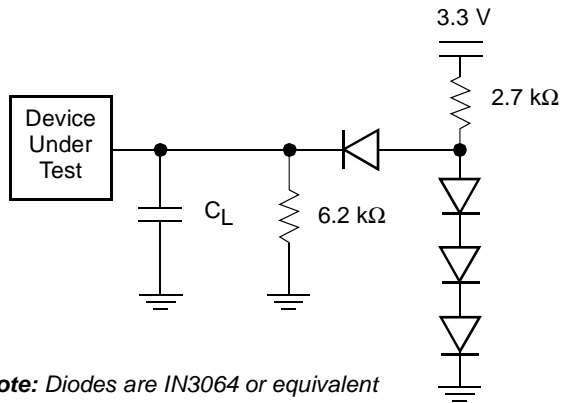 3.3 V
2.7 kΩ
Device
Under
Test
CL
6.2 kΩ
ote: Diodes are IN3064 or equivalent